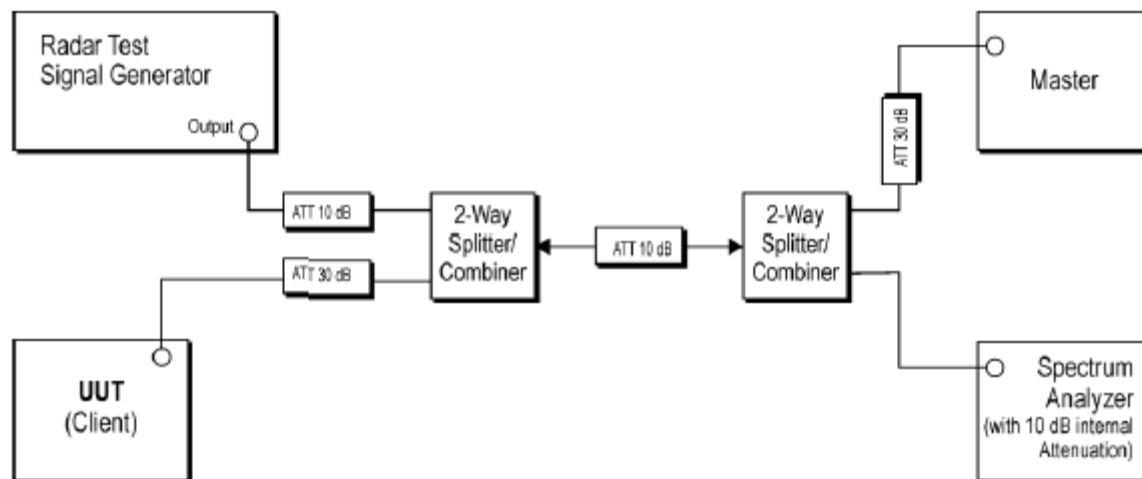 Radar Test
Signal Generator
Output
Master
ATT 30 dB
ATT 10 dB
2-Way
Splitter/
Combiner
ATT 10 dB
2-Way
Splitter/
Combiner
ATT 30 dB
UUT
(Client)
Spectrum
Analyzer
(with 10 dB internal
Attenuation)